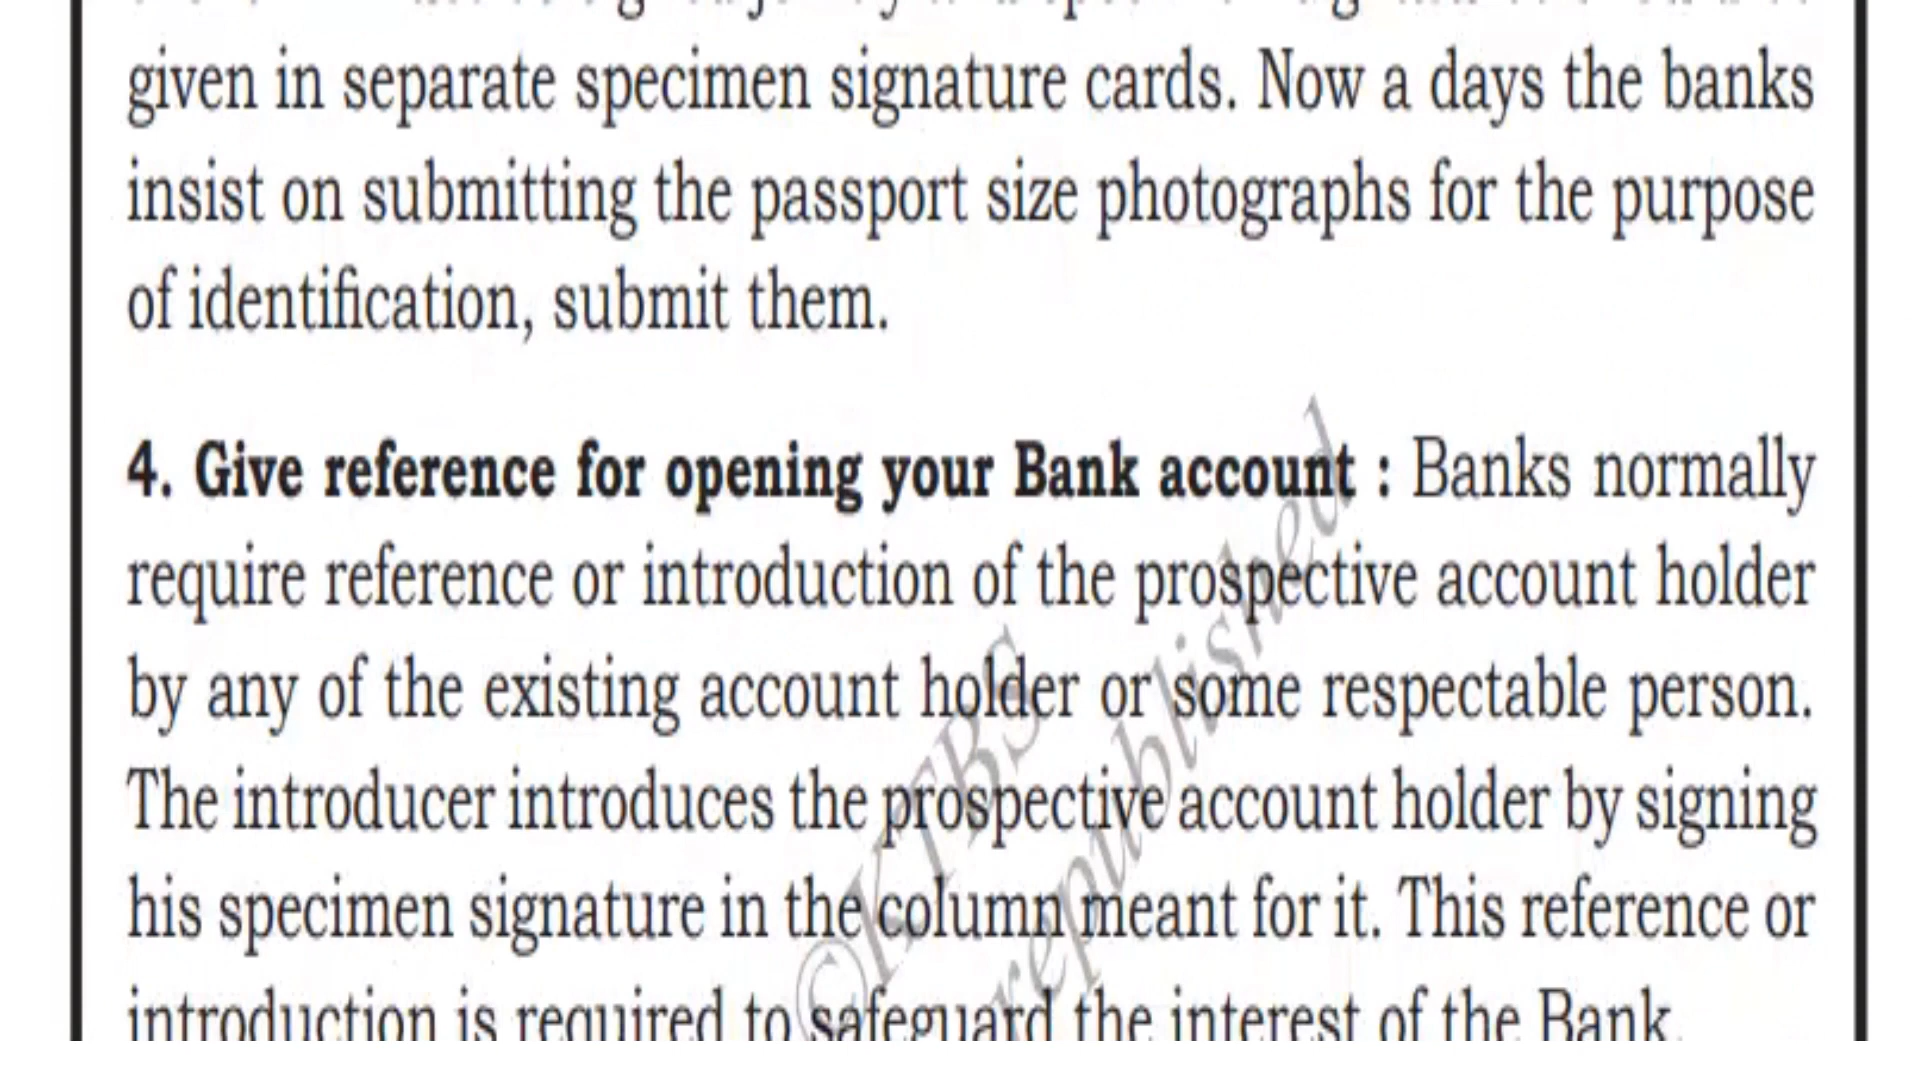 given in separate specimen signature cards. Now a days the banks
insist on submitting the passport size photographs for the purpose
of identification, submit them.
4. Give reference for opening your Bank account : Banks normally
require reference or introduction of the prospective account holder
by any of the existing account holder or some respectable person.
The introducer introduces the prospective account holder by signing
his specimen signature in the column meant for it. This reference or
introduction is required to safeguard the interest of the Bank.
©KTBS
republished